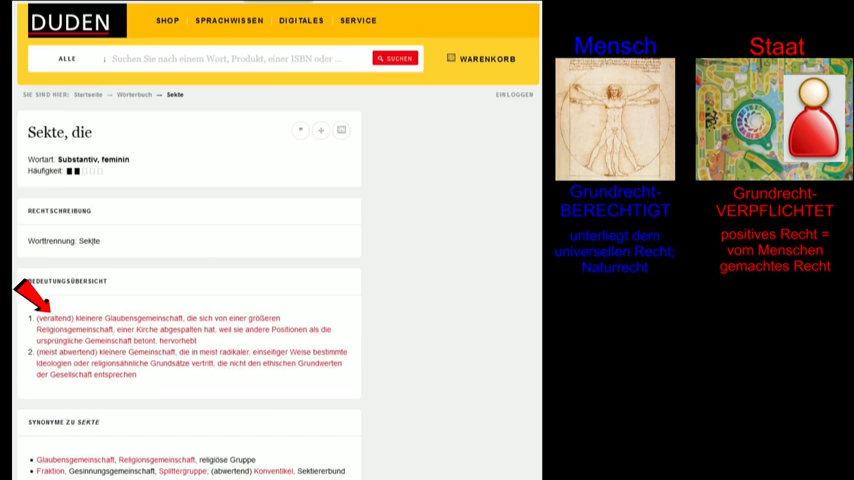 DUDEN
SHOP SPRACHWISSEN DIGITALES SERVICE
ALLE Suchen Sie nach einem Wort, Produkt, einer ISBN oder ... SUCHEN WARENKORB
SIE SIND HIER: Startseite → Wörterbuch → Sekte EINLOGGEN
Sekte, die
Wortart: Substantiv, feminin
Häufigkeit:
RECHTSCHREIBUNG
Worttrennung: Sek|te
BEDEUTUNGSÜBERSICHT
1. (veraltend) kleinere Glaubensgemeinschaft, die sich von einer größeren
Religionsgemeinschaft, einer Kirche abgespalten hat, weil sie andere Positionen als die
ursprüngliche Gemeinschaft betont, hervorhebt
2. (meist abwertend) kleinere Gemeinschaft, die in meist radikaler, einseitiger Weise bestimmte
Ideologien oder religionsähnliche Grundsätze vertritt, die nicht den ethischen Grundwerten
der Gesellschaft entsprechen
SYNONYME ZU SEKTE
• Glaubensgemeinschaft, Religionsgemeinschaft, religiöse Gruppe
• Fraktion, Gesinnungsgemeinschaft, Splittergruppe; (abwertend) Konventikel, Sektiererbund
Mensch
Grundrecht-
BERECHTIGT
unterliegt dem
universellen Recht;
Naturrecht
Staat
Grundrecht-
VERPFLICHTET
positives Recht =
vom Menschen
gemachtes Recht